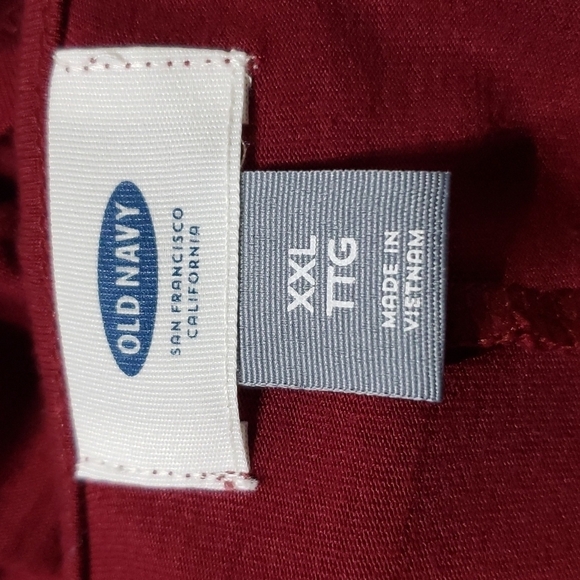 OLD NAVY
SAN FRANCISCO
CALIFORNIA
XXL
TTG
MADE IN
VIETNAM